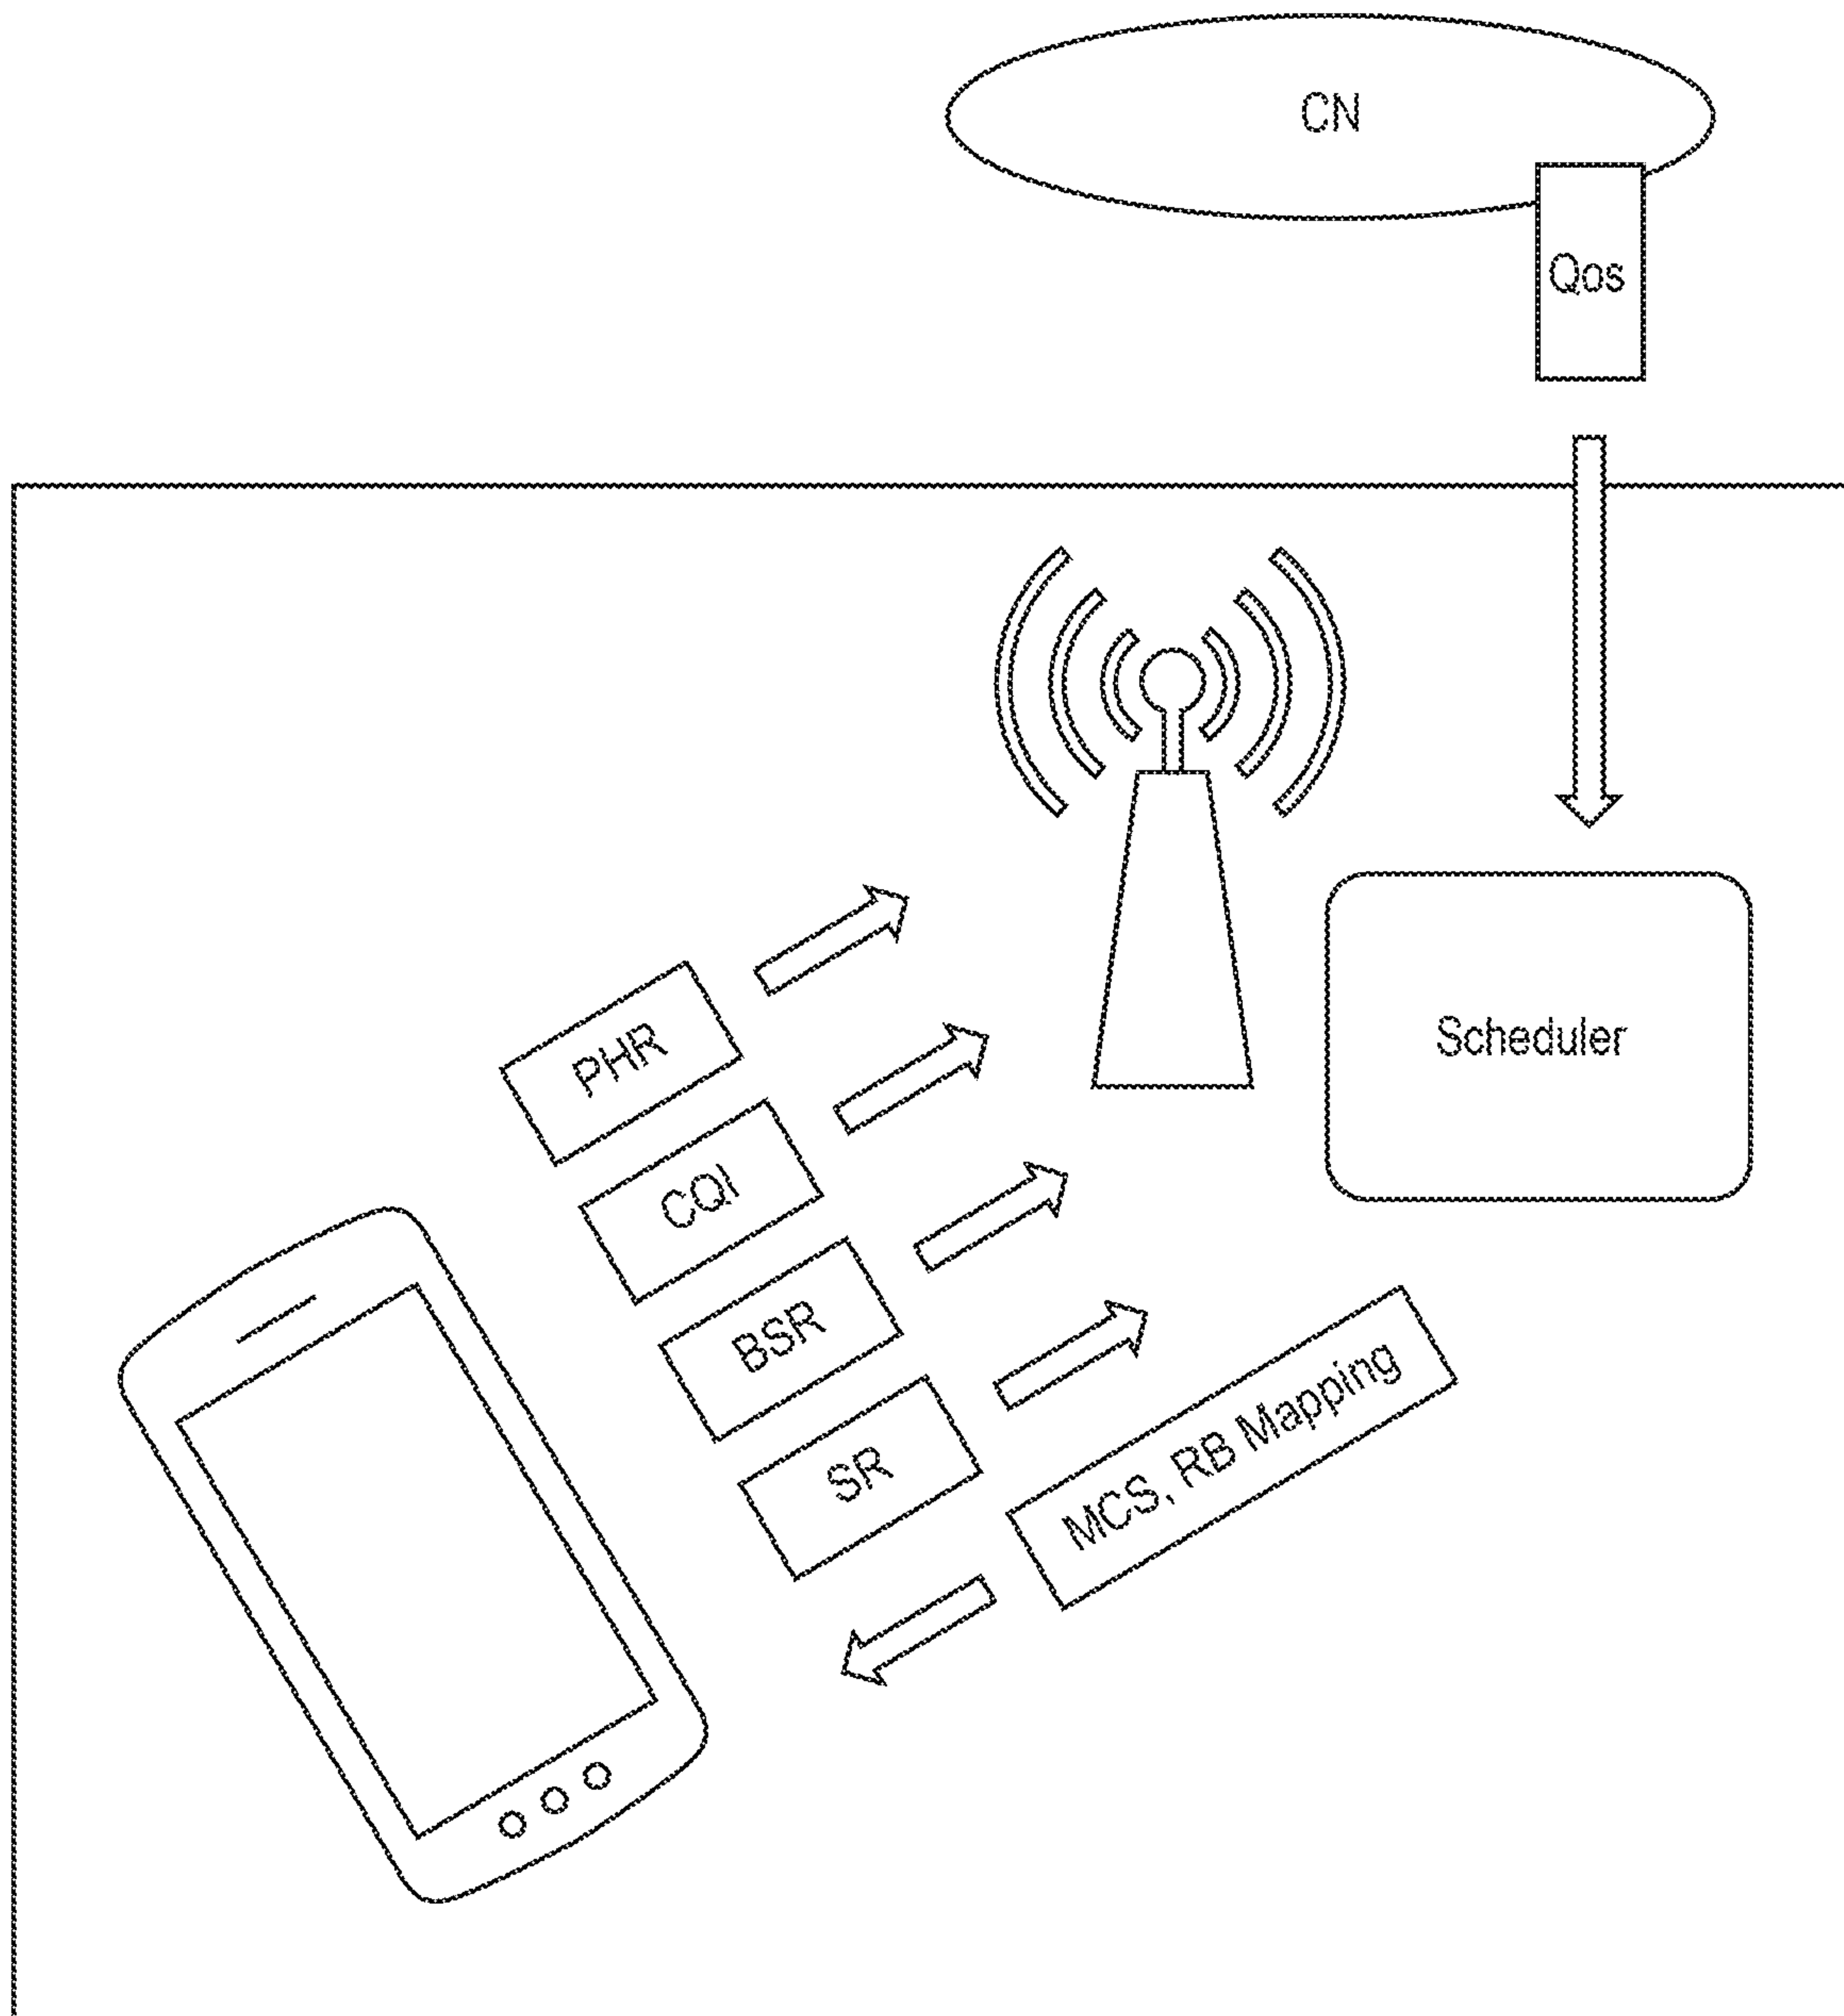 CN
Qos
Scheduler
PHR
CQI
BSR
SR
MCS, RB Mapping